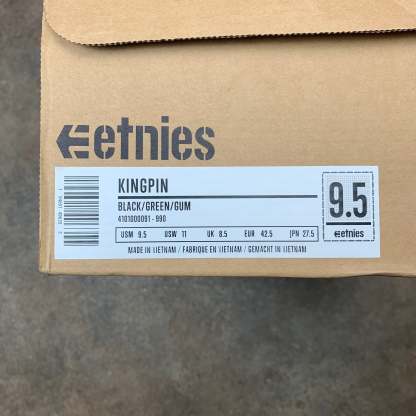 etnies
KINGPIN
BLACK/GREEN/GUM
4101000091 - 990
USM 9.5 USW 11 UK 8.5 EUR 42.5 JPN 27.5
MADE IN VIETNAM / FABRIQUE EN VIETNAM / GEMACHT IN VIETNAM
9.5
etnies